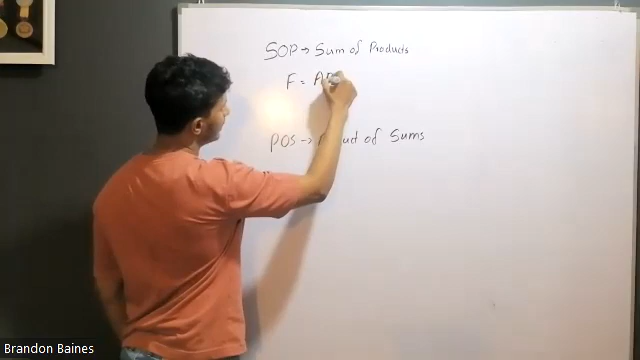 SOP → Sum of Products
F = A
POS → of Sums
Brandon Baines